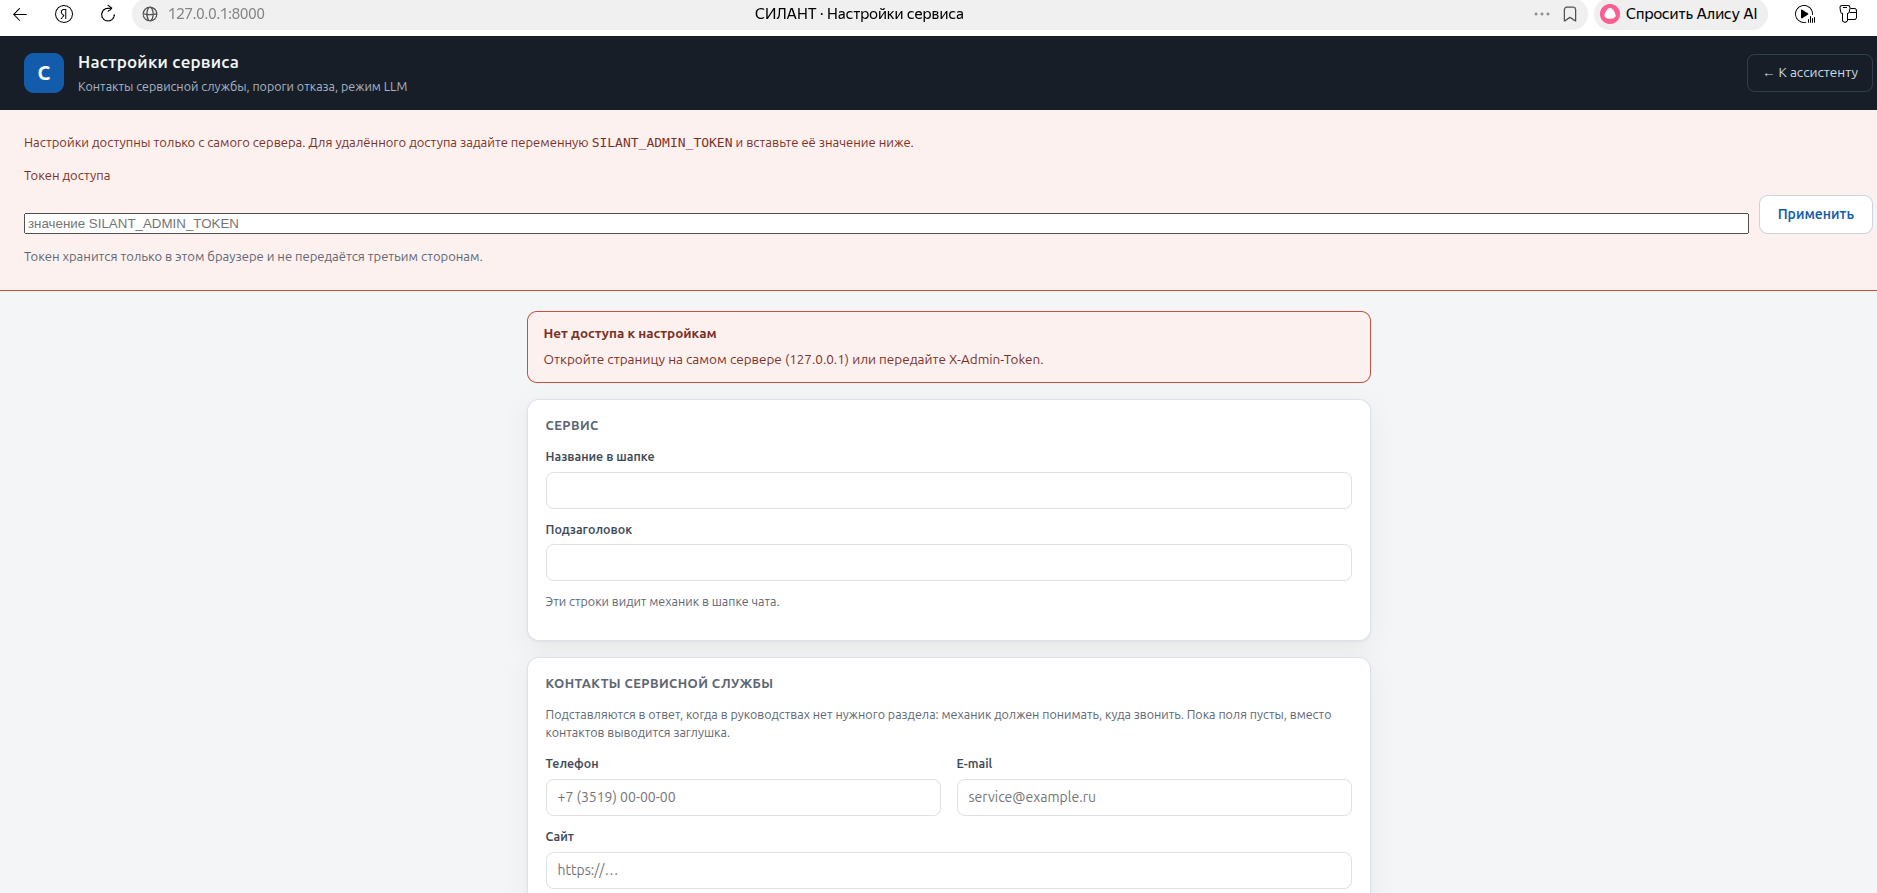 127.0.0.1:8000
СИЛАНТ · Настройки сервиса
Спросить Алису AI
С
Настройки сервиса
Контакты сервисной службы, пороги отказа, режим LLM
← К ассистенту
Настройки доступны только с самого сервера. Для удалённого доступа задайте переменную SILANT_ADMIN_TOKEN и вставьте её значение ниже.
Токен доступа
значение SILANT_ADMIN_TOKEN
Применить
Токен хранится только в этом браузере и не передаётся третьим сторонам.
Нет доступа к настройкам
Откройте страницу на самом сервере (127.0.0.1) или передайте X-Admin-Token.
СЕРВИС
Название в шапке
Подзаголовок
Эти строки видит механик в шапке чата.
КОНТАКТЫ СЕРВИСНОЙ СЛУЖБЫ
Подставляются в ответ, когда в руководствах нет нужного раздела: механик должен понимать, куда звонить. Пока поля пусты, вместо
контактов выводится заглушка.
Телефон
E-mail
+7 (3519) 00-00-00
service@example.ru
Сайт
https://...